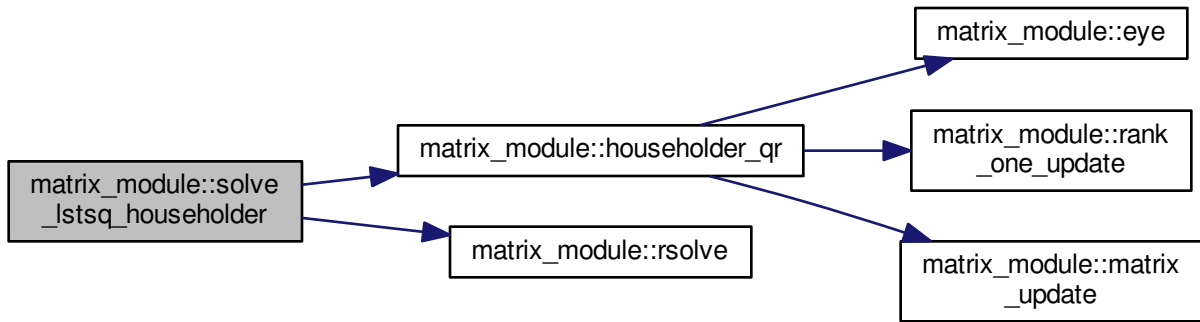 matrix_module::solve
_lstsq_householder
matrix_module::householder_qr
matrix_module::rsolve
matrix_module::eye
matrix_module::rank
_one_update
matrix_module::matrix
_update